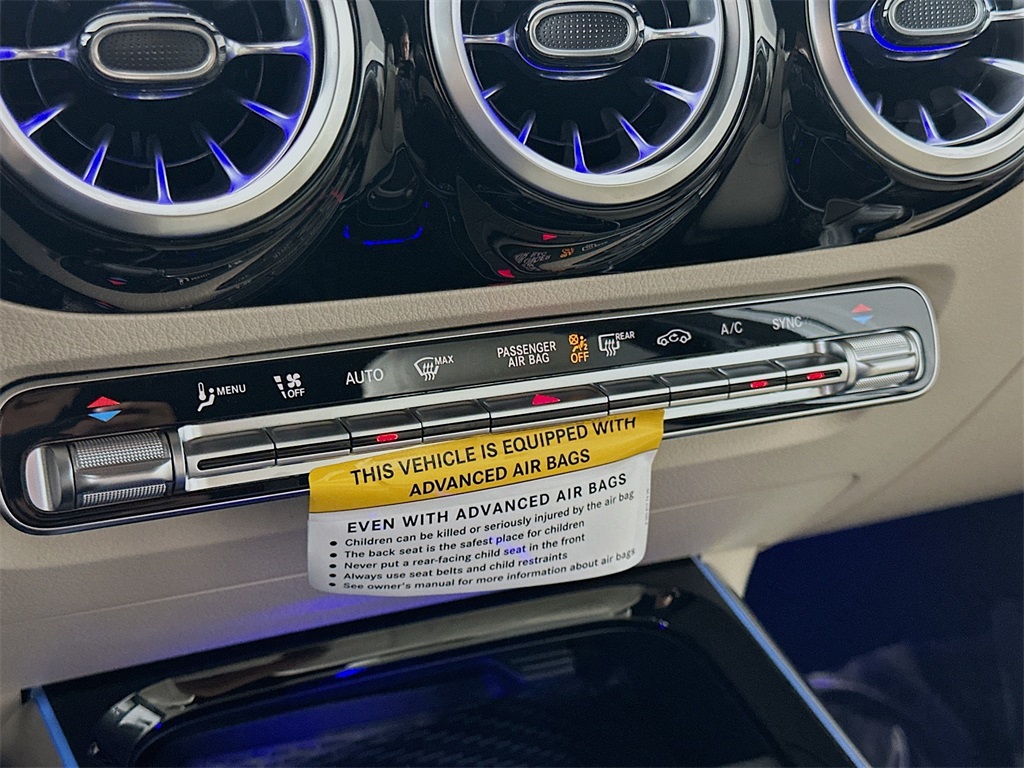 MENU
OFF
AUTO
MAX
PASSENGER
AIR BAG
OFF
REAR
A/C
SYNC
THIS VEHICLE IS EQUIPPED WITH
ADVANCED AIR BAGS
EVEN WITH ADVANCED AIR BAGS
• Children can be killed or seriously injured by the air bag
• The back seat is the safest place for children
• Never put a rear-facing child seat in the front
• Always use seat belts and child restraints
• See owner's manual for more information about air bags